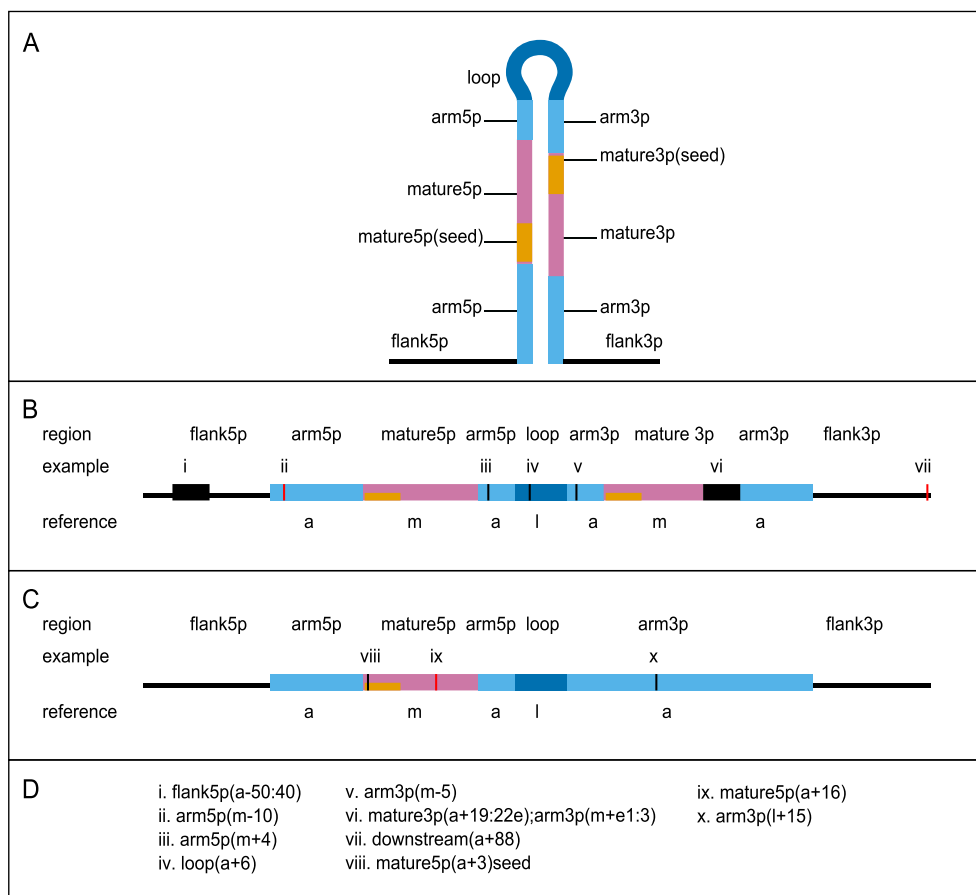 A
loop
arm5p arm3p
mature3p(seed)
mature5p
mature5p(seed) mature3p
arm5p arm3p
flank5p flank3p
B
region flank5p arm5p mature5p arm5p loop arm3p mature 3p arm3p flank3p
example i ii iii iv v vi vii
reference a m a l a m a
C
region flank5p arm5p mature5p arm5p loop arm3p flank3p
example viii ix x
reference a m a l a
D
i. flank5p(a-50:40) v. arm3p(m-5) ix. mature5p(a+16)
ii. arm5p(m-10) vi. mature3p(a+19:22e);arm3p(m+e1:3) x. arm3p(l+15)
iii. arm5p(m+4) vii. downstream(a+88)
iv. loop(a+6) viii. mature5p(a+3)seed